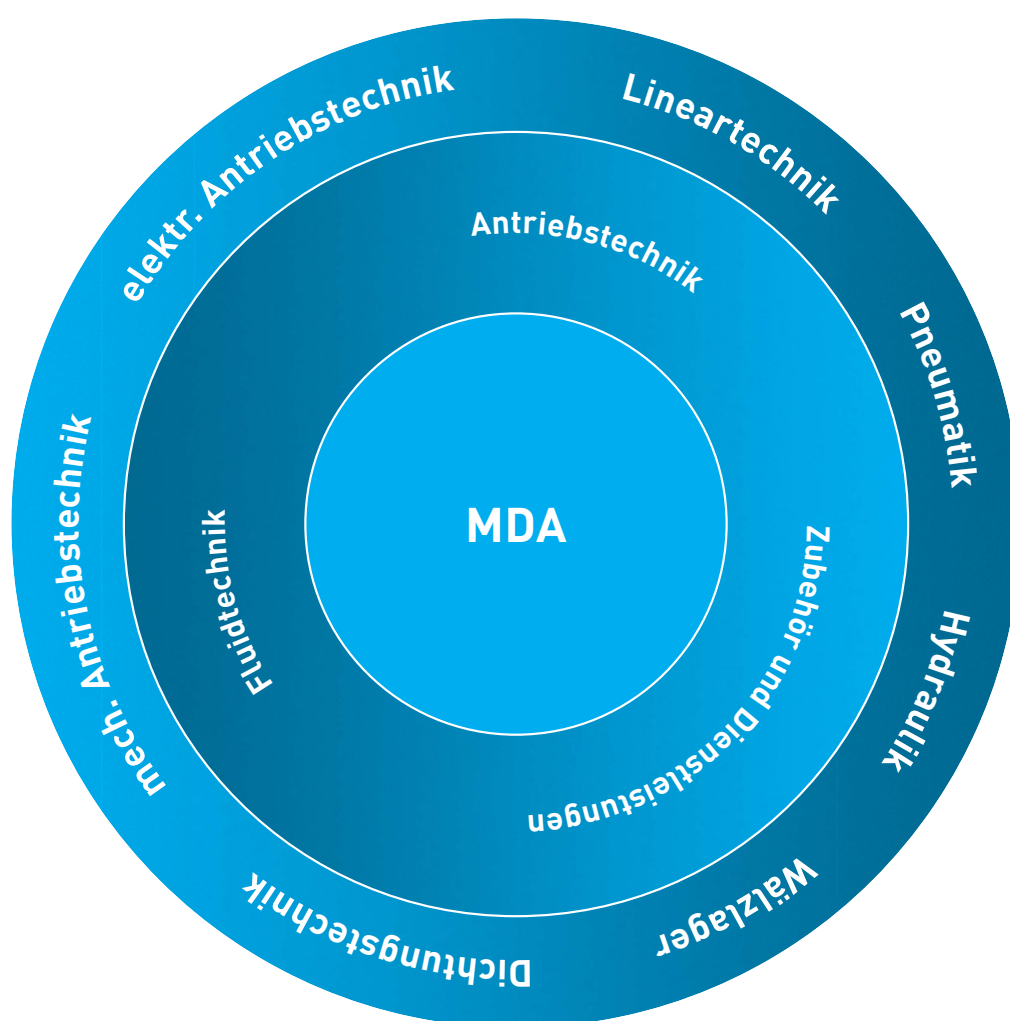 MDA
Antriebstechnik
Zubehör und Dienstleistungen
Fluidtechnik
elektr. Antriebstechnik
Lineartechnik
Pneumatik
Hydraulik
Wälzlager
Dichtungstechnik
mech. Antriebstechnik